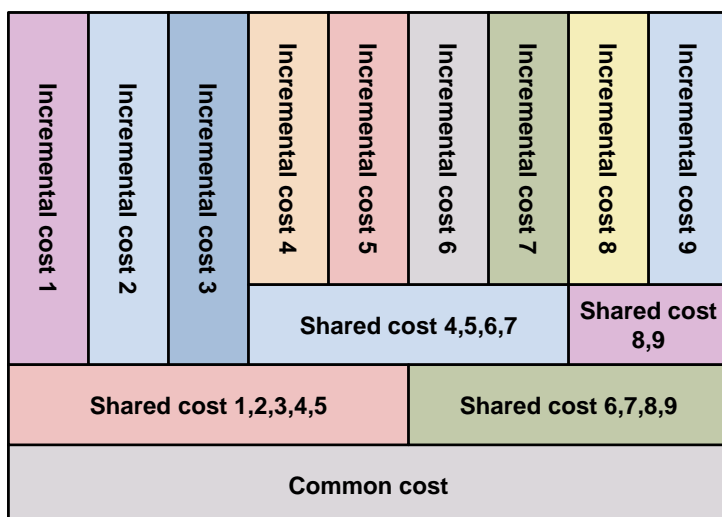 Incremental cost 1
Incremental cost 2
Incremental cost 3
Incremental cost 4
Incremental cost 5
Incremental cost 6
Incremental cost 7
Incremental cost 8
Incremental cost 9
Shared cost 4,5,6,7
Shared cost
8,9
Shared cost 1,2,3,4,5
Shared cost 6,7,8,9
Common cost